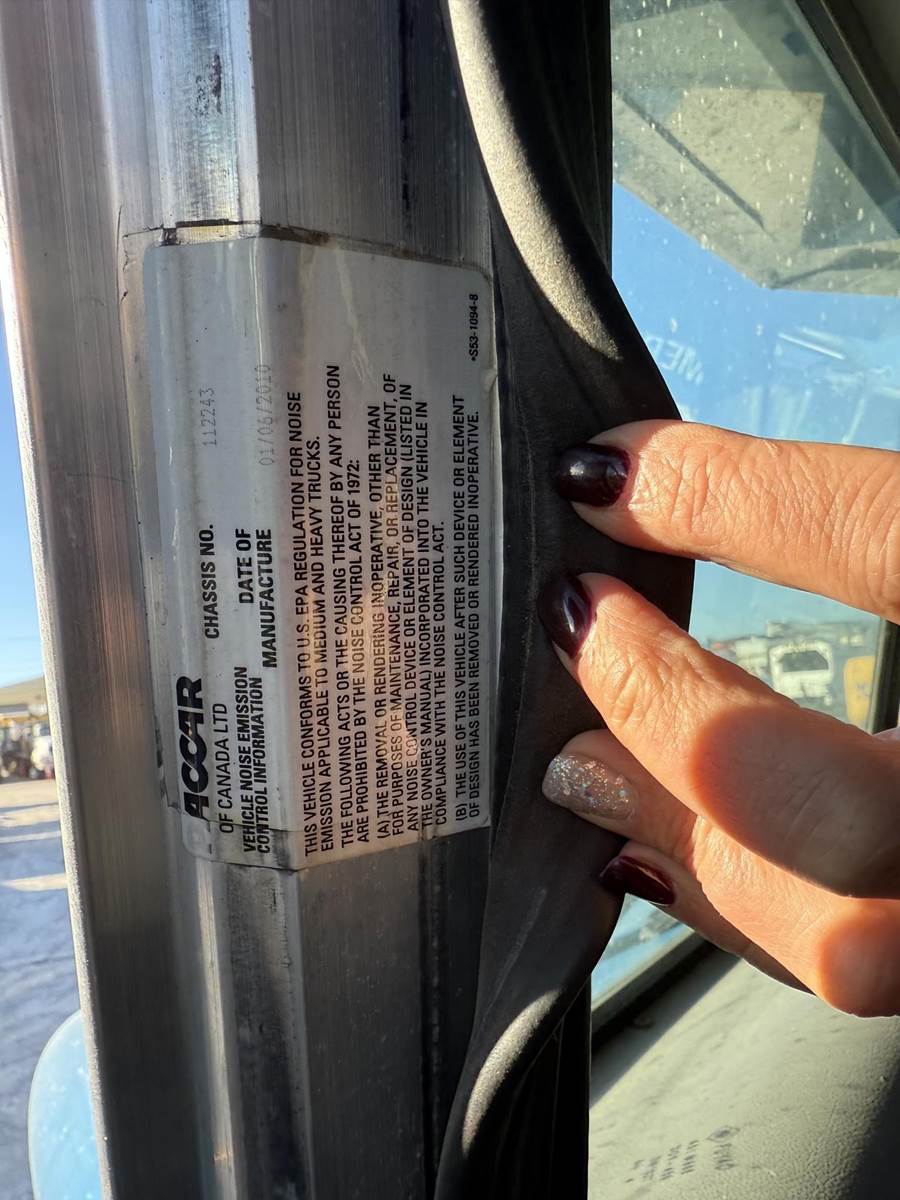 ACCAR
OF CANADA LTD
VEHICLE NOISE EMISSION
CONTROL INFORMATION
CHASSIS NO. 112243
DATE OF
MANUFACTURE 01/06/2010
THIS VEHICLE CONFORMS TO U.S. EPA REGULATION FOR NOISE
EMISSION APPLICABLE TO MEDIUM AND HEAVY TRUCKS.
THE FOLLOWING ACTS OR THE CAUSING THEREOF BY ANY PERSON
ARE PROHIBITED BY THE NOISE CONTROL ACT OF 1972:
(A) THE REMOVAL OR RENDERING INOPERATIVE, OTHER THAN
FOR PURPOSES OF MAINTENANCE, REPAIR, OR REPLACEMENT, OF
ANY NOISE CONTROL DEVICE OR ELEMENT OF DESIGN (LISTED IN
THE OWNER'S MANUAL) INCORPORATED INTO THE VEHICLE IN
COMPLIANCE WITH THE NOISE CONTROL ACT.
(B) THE USE OF THIS VEHICLE AFTER SUCH DEVICE OR ELEMENT
OF DESIGN HAS BEEN REMOVED OR RENDERED INOPERATIVE.
*S53-1094-8